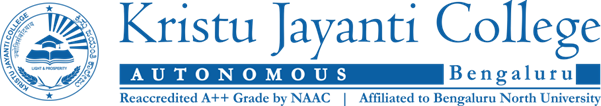 KRISTU JAYANTI COLLEGE
LIGHT & PROSPERITY
Kristu Jayanti College
AUTONOMOUS Bengaluru
Reaccredited A++ Grade by NAAC | Affiliated to Bengaluru North University